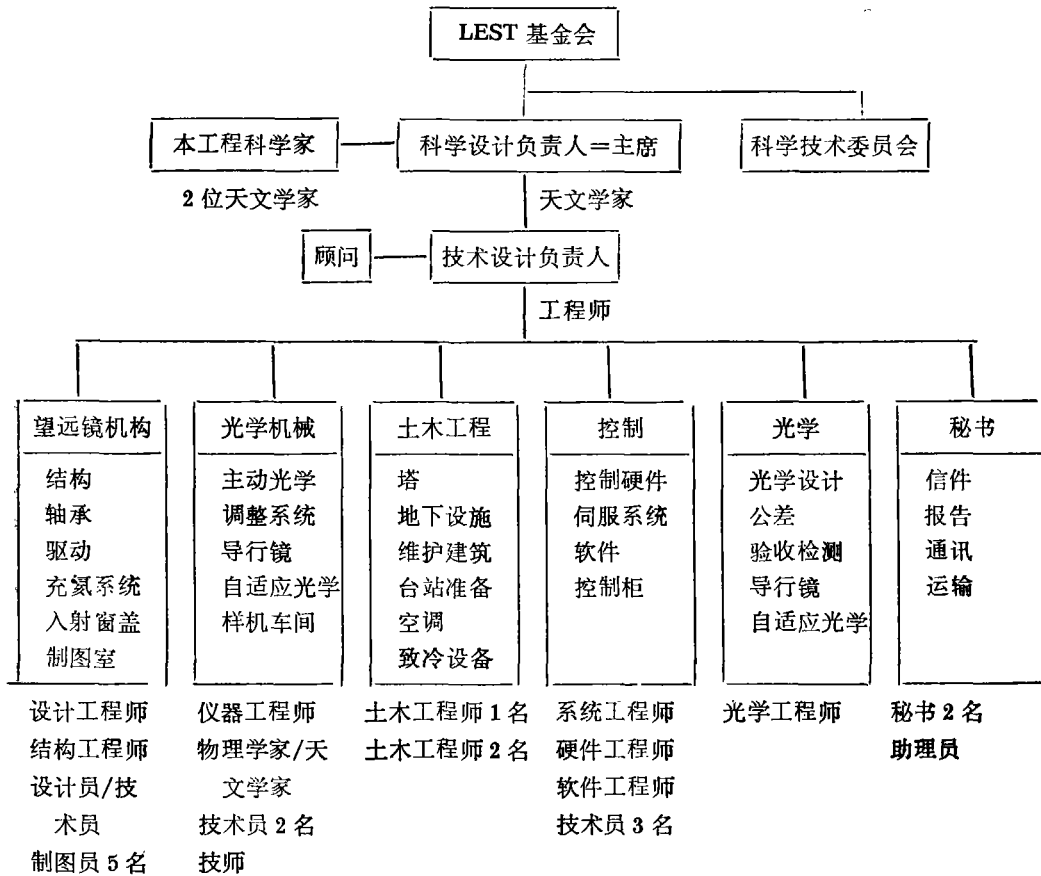 LEST 基金会
本工程科学家
科学设计负责人＝主席
科学技术委员会
2 位天文学家
天文学家
顾问
技术设计负责人
工程师
望远镜机构
结构
轴承
驱动
充氦系统
入射窗盖
制图室
设计工程师
结构工程师
设计员/技
术员
制图员 5 名
光学机械
主动光学
调整系统
导行镜
自适应光学
样机车间
仪器工程师
物理学家/天
文学家
技术员 2 名
技师
土木工程
塔
地下设施
维护建筑
台站准备
空调
致冷设备
土木工程师 1 名
土木工程师 2 名
控制
控制硬件
伺服系统
软件
控制柜
系统工程师
硬件工程师
软件工程师
技术员 3 名
光学
光学设计
公差
验收检测
导行镜
自适应光学
光学工程师
秘书
信件
报告
通讯
运输
秘书 2 名
助理员